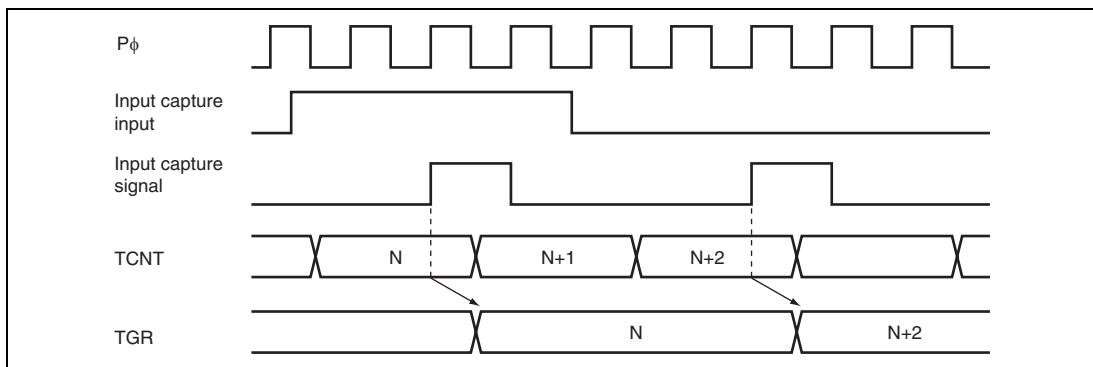 Pϕ
Input capture
input
Input capture
signal
TCNT
N
N+1
N+2
TGR
N
N+2